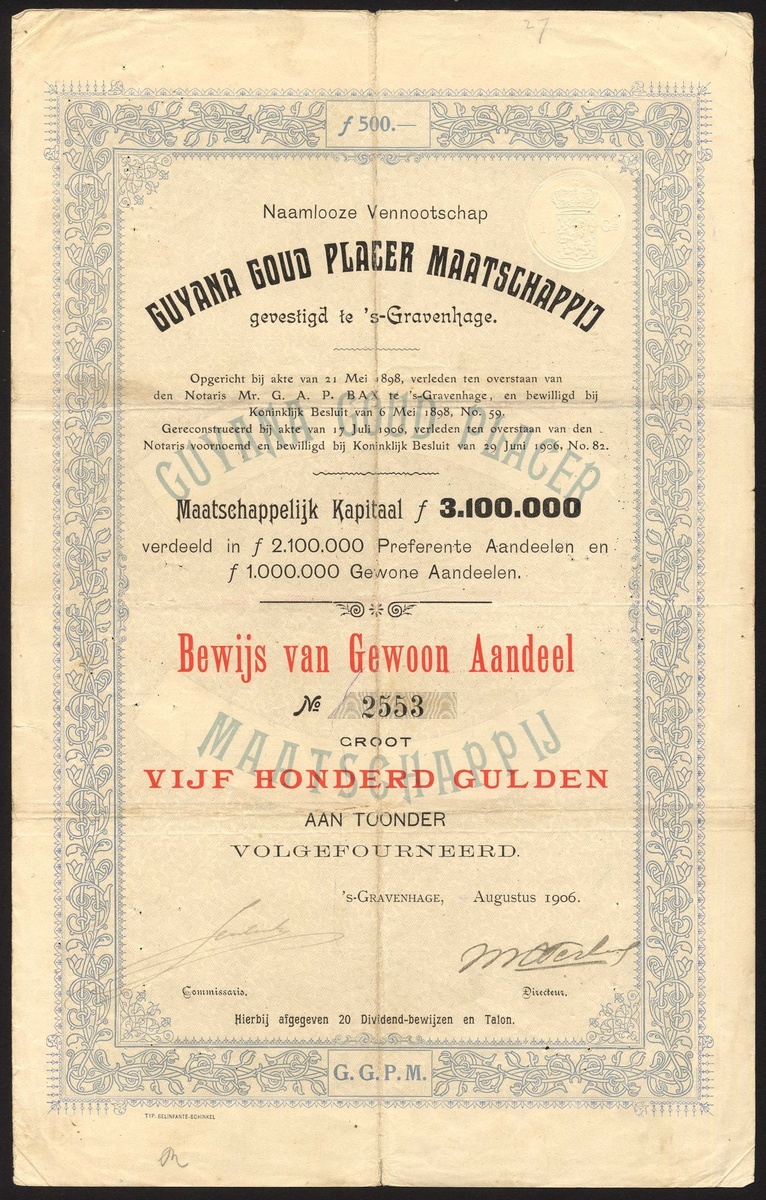 27
ƒ 500.—
Naamlooze Vennootschap
GUYANA GOUD PLACER MAATSCHAPPIJ
gevestigd te 's-Gravenhage.
Opgericht bij akte van 21 Mei 1898, verleden ten overstaan van
den Notaris Mr. G. A. P. BAX te 's-Gravenhage, en bewilligd bij
Koninklijk Besluit van 6 Mei 1898, No. 59.
Gereconstrueerd bij akte van 17 Juli 1906, verleden ten overstaan van den
Notaris voornoemd en bewilligd bij Koninklijk Besluit van 29 Juni 1906, No. 82.
GUYANA GOUD PLACER
Maatschappelijk Kapitaal ƒ 3.100.000
verdeeld in ƒ 2.100.000 Preferente Aandeelen en
ƒ 1.000.000 Gewone Aandeelen.
Bewijs van Gewoon Aandeel
No 2553
MAATSCHAPPIJ
GROOT
VIJF HONDERD GULDEN
AAN TOONDER
VOLGEFOURNEERD.
's-GRAVENHAGE, Augustus 1906.
Commissaris. Directeur.
Hierbij afgegeven 20 Dividend-bewijzen en Talon.
G. G. P. M.
TYP. BELINFANTE-SCHINKEL